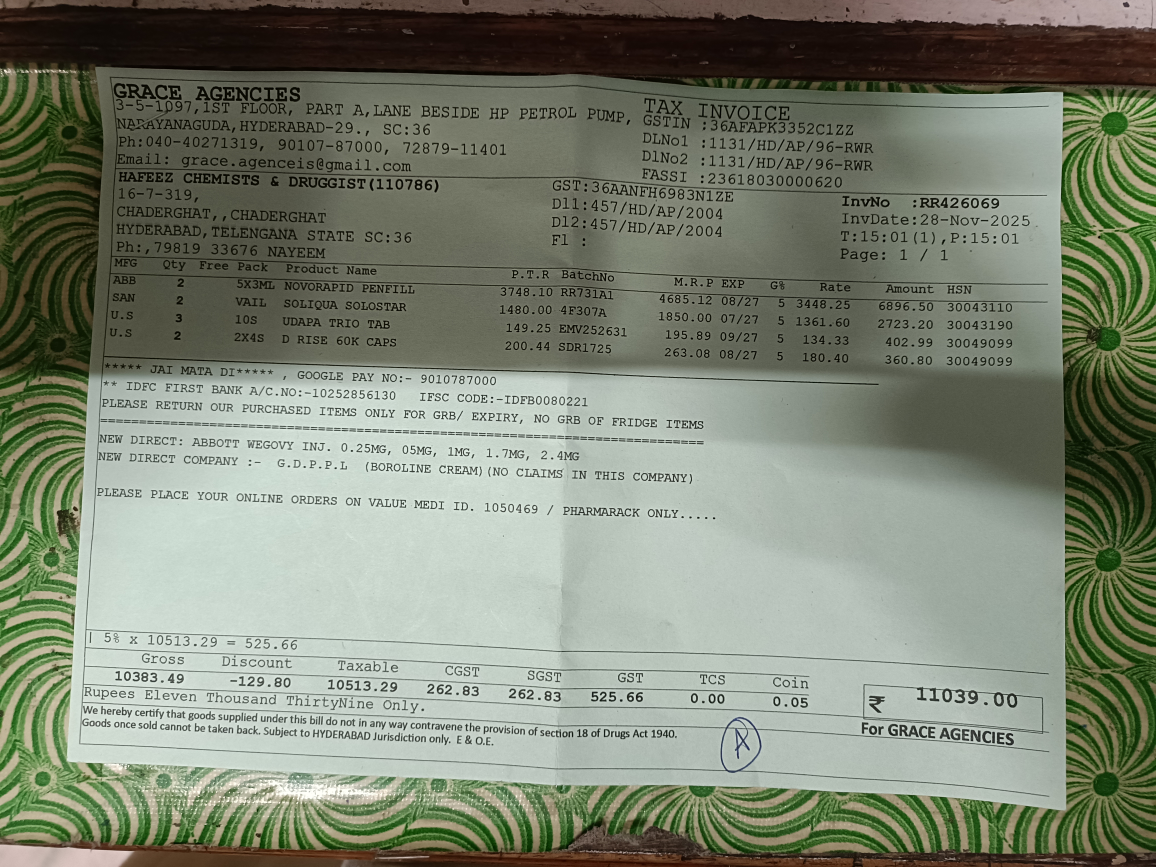 GRACE AGENCIES
3-5-1097,1ST FLOOR, PART A,LANE BESIDE HP PETROL PUMP,
NARAYANAGUDA,HYDERABAD-29., SC:36
Ph:040-40271319, 90107-87000, 72879-11401
Email: grace.agenceis@gmail.com
TAX INVOICE
GSTIN :36AFAPK3352C1ZZ
DLNo1 :1131/HD/AP/96-RWR
DlNo2 :1131/HD/AP/96-RWR
FASSI :23618030000620
HAFEEZ CHEMISTS & DRUGGIST(110786)
16-7-319,
CHADERGHAT,,CHADERGHAT
HYDERABAD,TELENGANA STATE SC:36
Ph:,79819 33676 NAYEEM
GST:36AANFH6983N1ZE
Dl1:457/HD/AP/2004
Dl2:457/HD/AP/2004
Fl :
InvNo :RR426069
InvDate:28-Nov-2025
T:15:01(1),P:15:01
Page: 1 / 1
MFG Qty Free Pack Product Name P.T.R BatchNo M.R.P EXP G% Rate Amount HSN
ABB 2 5X3ML NOVORAPID PENFILL 3748.10 RR731A1 4685.12 08/27 5 3448.25 6896.50 30043110
SAN 2 VAIL SOLIQUA SOLOSTAR 1480.00 4F307A 1850.00 07/27 5 1361.60 2723.20 30043190
U.S 3 10S UDAPA TRIO TAB 149.25 EMV252631 195.89 09/27 5 134.33 402.99 30049099
U.S 2 2X4S D RISE 60K CAPS 200.44 SDR1725 263.08 08/27 5 180.40 360.80 30049099
***** JAI MATA DI***** , GOOGLE PAY NO:- 9010787000
** IDFC FIRST BANK A/C.NO:-10252856130 IFSC CODE:-IDFB0080221
PLEASE RETURN OUR PURCHASED ITEMS ONLY FOR GRB/ EXPIRY, NO GRB OF FRIDGE ITEMS
================================================================================
NEW DIRECT: ABBOTT WEGOVY INJ. 0.25MG, 05MG, 1MG, 1.7MG, 2.4MG
NEW DIRECT COMPANY :- G.D.P.P.L (BOROLINE CREAM)(NO CLAIMS IN THIS COMPANY)
PLEASE PLACE YOUR ONLINE ORDERS ON VALUE MEDI ID. 1050469 / PHARMARACK ONLY.....
| 5% x 10513.29 = 525.66
Gross Discount Taxable CGST SGST GST TCS Coin
10383.49 -129.80 10513.29 262.83 262.83 525.66 0.00 0.05
₹ 11039.00
Rupees Eleven Thousand ThirtyNine Only.
We hereby certify that goods supplied under this bill do not in any way contravene the provision of section 18 of Drugs Act 1940.
Goods once sold cannot be taken back. Subject to HYDERABAD Jurisdiction only. E & O.E.
For GRACE AGENCIES
A